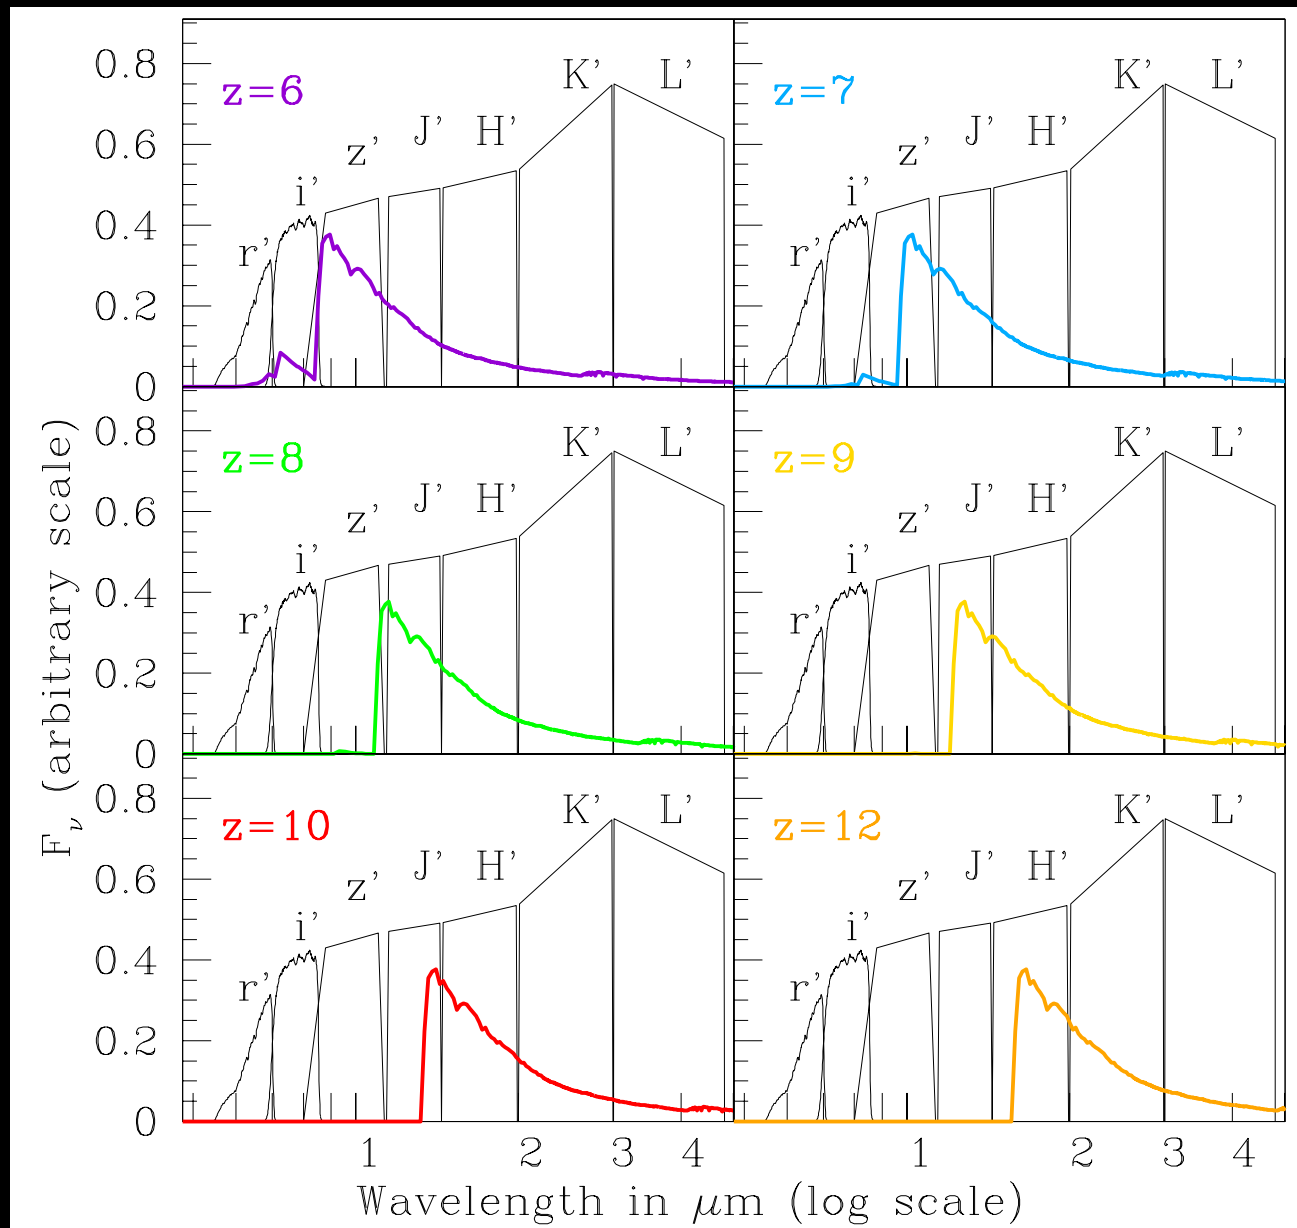 0.8 z=6 r' i' z' J' H' K' L'
z=7 r' i' z' J' H' K' L'
0.6
0.4
0.2
0
0.8 z=8 r' i' z' J' H' K' L'
z=9 r' i' z' J' H' K' L'
0.6
0.4
0.2
0
0.8 z=10 r' i' z' J' H' K' L'
z=12 r' i' z' J' H' K' L'
0.6
0.4
0.2
0
1 2 3 4
1 2 3 4
F_ν (arbitrary scale)
Wavelength in μm (log scale)